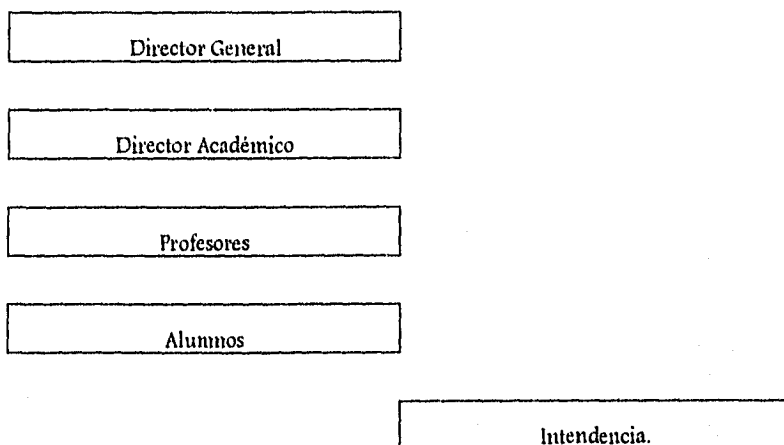 Director General
Director Académico
Profesores
Alumnos
Intendencia.